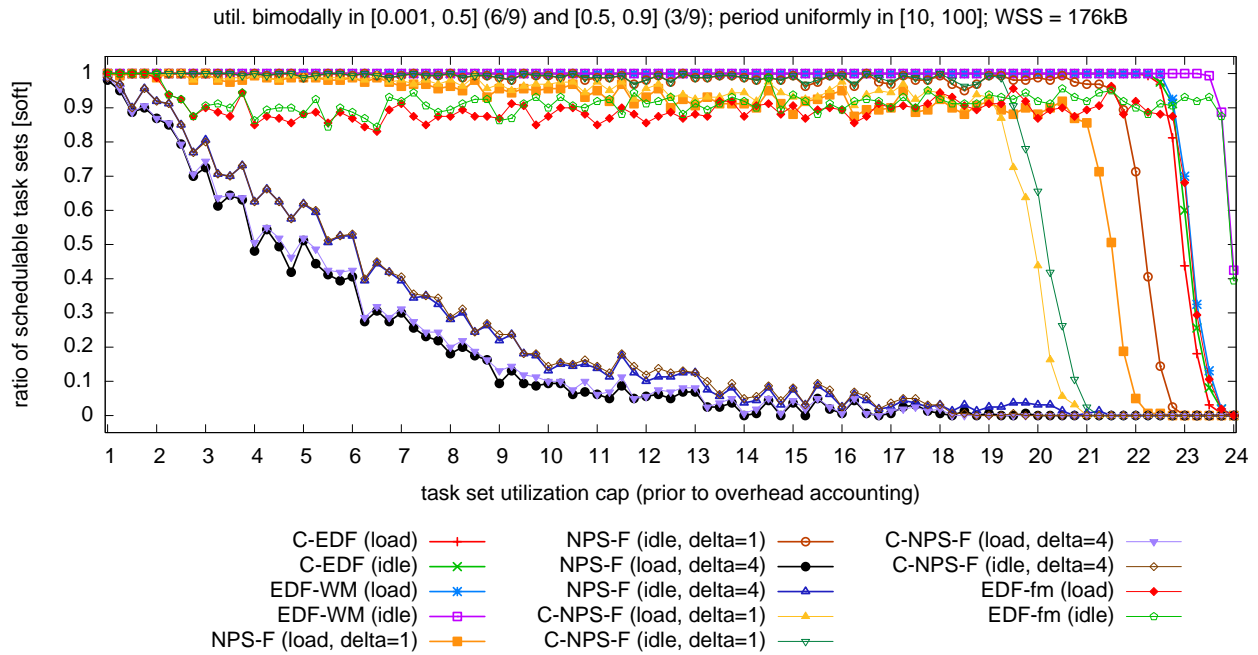 util. bimodally in [0.001, 0.5] (6/9) and [0.5, 0.9] (3/9); period uniformly in [10, 100]; WSS = 176kB
ratio of schedulable task sets [soft]
1
0.9
0.8
0.7
0.6
0.5
0.4
0.3
0.2
0.1
0
1 2 3 4 5 6 7 8 9 10 11 12 13 14 15 16 17 18 19 20 21 22 23 24
task set utilization cap (prior to overhead accounting)
C-EDF (load)
C-EDF (idle)
EDF-WM (load)
EDF-WM (idle)
NPS-F (load, delta=1)
NPS-F (idle, delta=1)
NPS-F (load, delta=4)
NPS-F (idle, delta=4)
C-NPS-F (load, delta=1)
C-NPS-F (idle, delta=1)
C-NPS-F (load, delta=4)
C-NPS-F (idle, delta=4)
EDF-fm (load)
EDF-fm (idle)